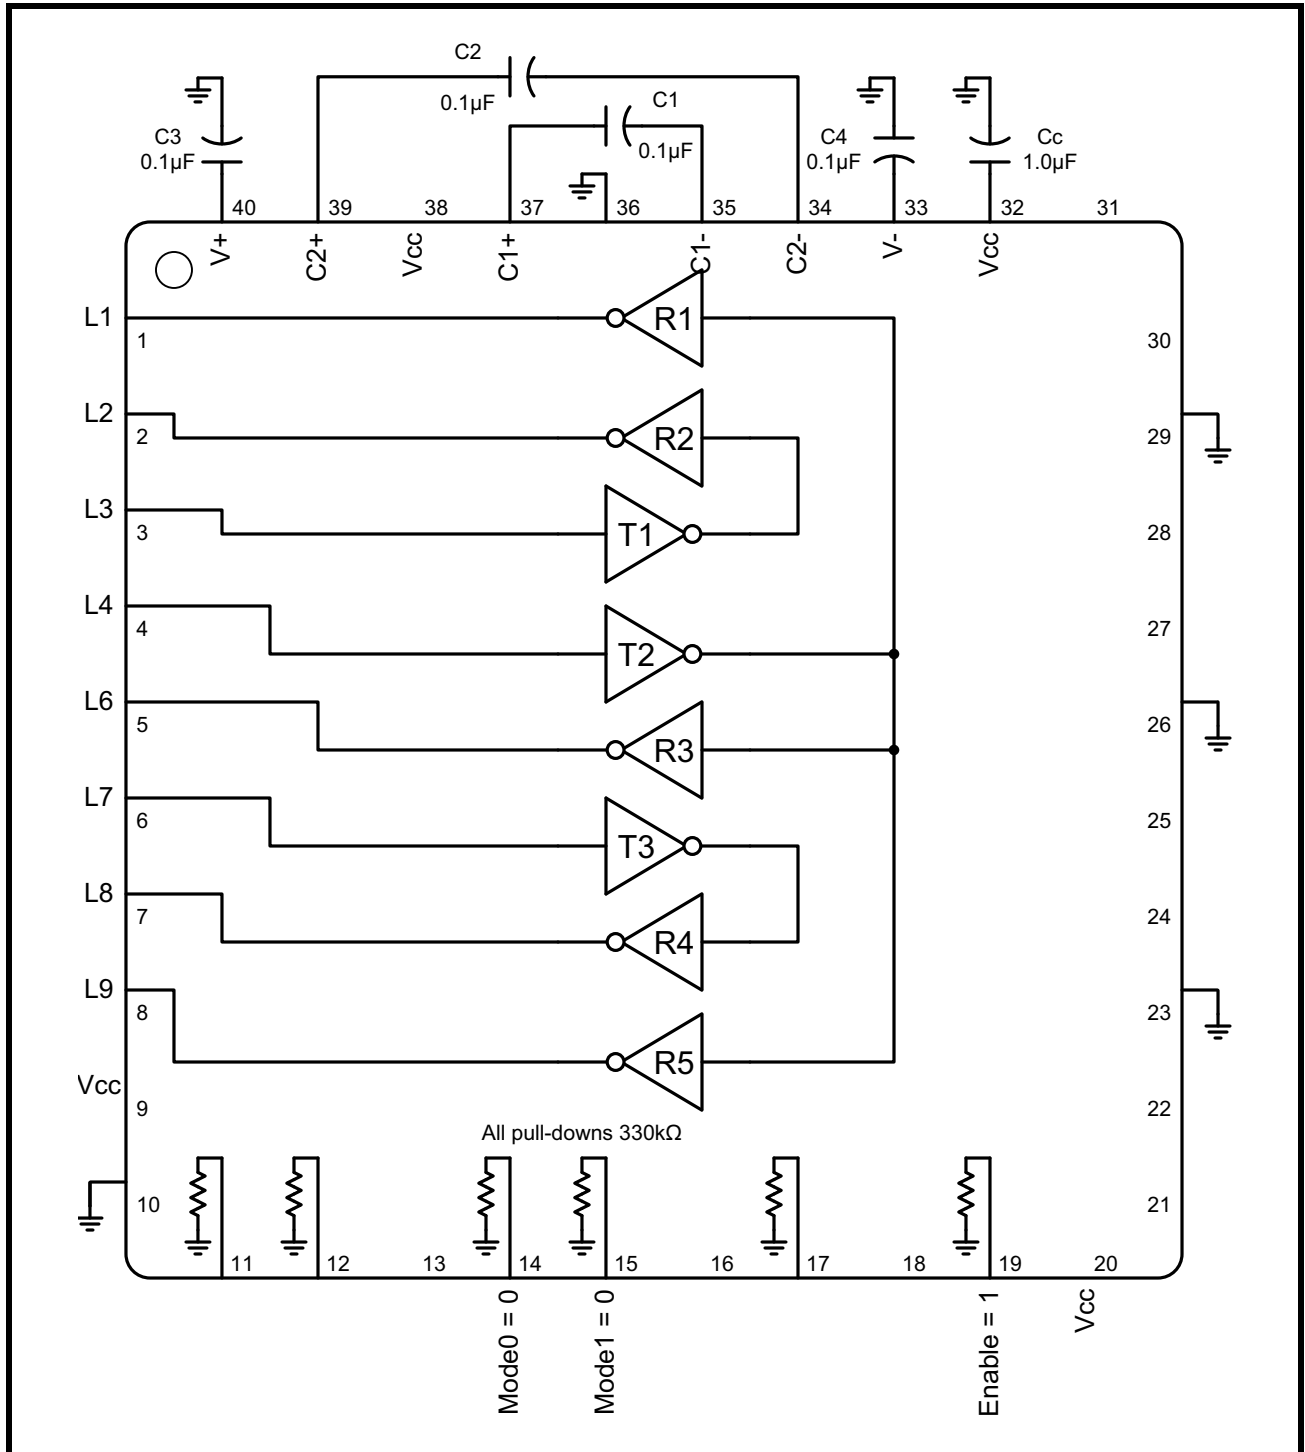 C2
0.1µF
C1
0.1µF
C3
0.1µF
C4
0.1µF
Cc
1.0µF
40 39 38 37 36 35 34 33 32 31
V+ C2+ Vcc C1+ C1- C2- V- Vcc
L1
1
R1
30
L2
2
R2
29
L3
3
T1
28
L4
4
T2
27
L6
5
R3
26
L7
6
T3
25
L8
7
R4
24
L9
8
R5
23
Vcc
9
22
All pull-downs 330kΩ
10
21
11 12 13 14 15 16 17 18 19 20
Mode0 = 0
Mode1 = 0
Enable = 1
Vcc